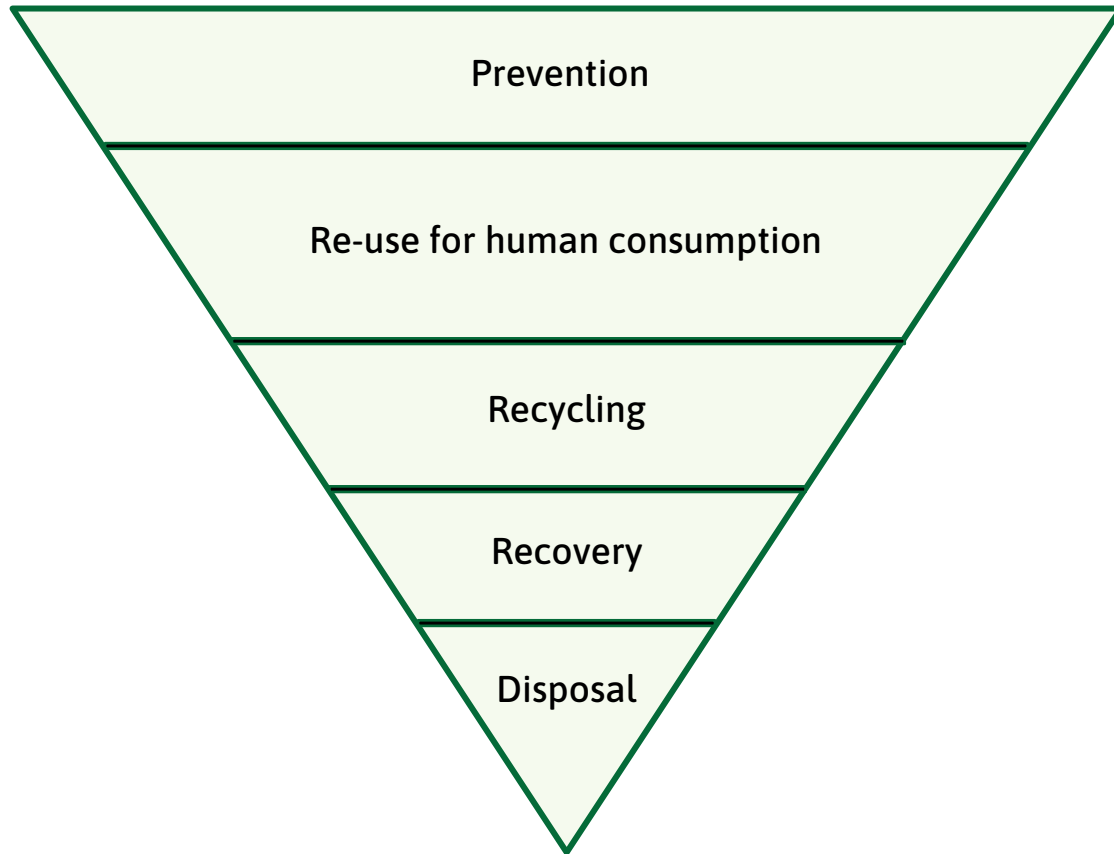 Prevention
Re-use for human consumption
Recycling
Recovery
Disposal